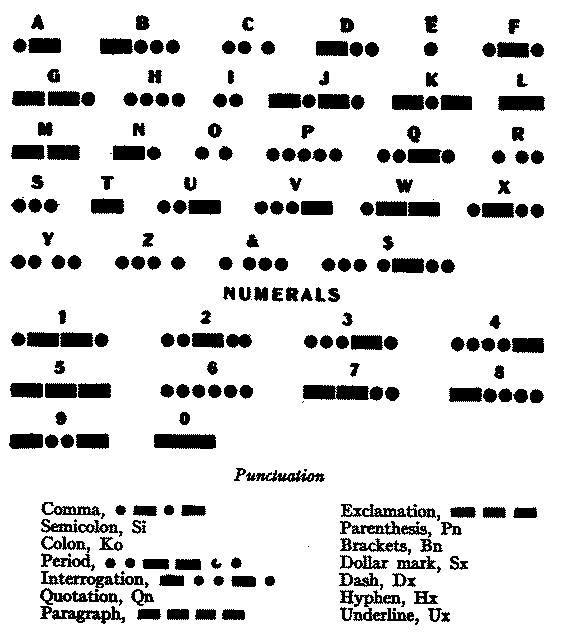 A B C D E F
G H I J K L
M N O P Q R
S T U V W X
Y Z & $
NUMERALS
1 2 3 4
5 6 7 8
9 0
Punctuation
Comma,
Semicolon, Si
Colon, Ko
Period,
Interrogation,
Quotation, Qn
Paragraph,
Exclamation,
Parenthesis, Pn
Brackets, Bn
Dollar mark, Sx
Dash, Dx
Hyphen, Hx
Underline, Ux